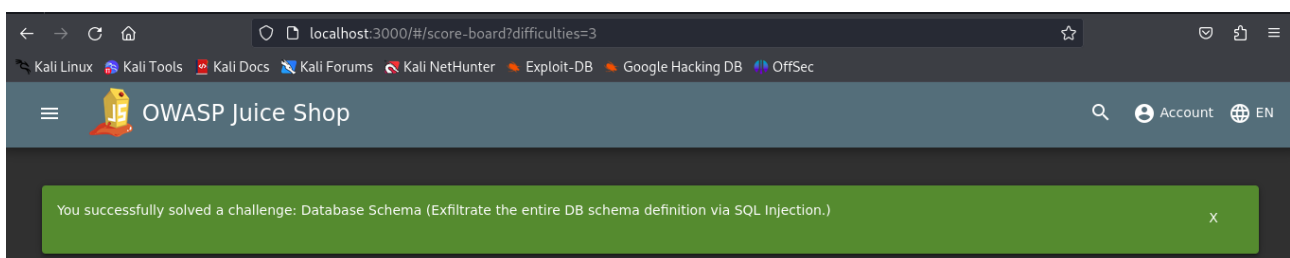 localhost:3000/#/score-board?difficulties=3
Kali Linux Kali Tools Kali Docs Kali Forums Kali NetHunter Exploit-DB Google Hacking DB OffSec
JS OWASP Juice Shop Account EN
You successfully solved a challenge: Database Schema (Exfiltrate the entire DB schema definition via SQL Injection.) X